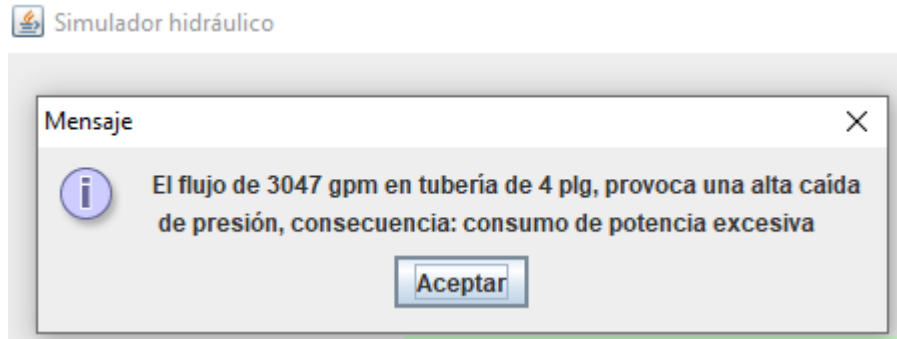 Simulador hidráulico
Mensaje
El flujo de 3047 gpm en tubería de 4 plg, provoca una alta caída
de presión, consecuencia: consumo de potencia excesiva
Aceptar